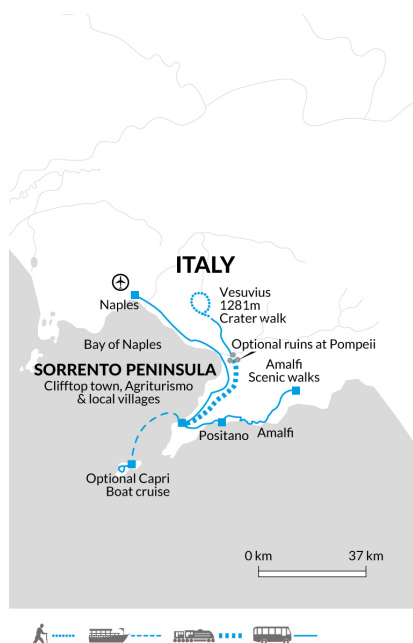 ITALY
Vesuvius
1281m
Crater walk
Naples
Bay of Naples
Optional ruins at Pompeii
SORRENTO PENINSULA
Clifftop town, Agriturismo
& local villages
Amalfi
Scenic walks
Positano
Amalfi
Optional Capri
Boat cruise
0 km
37 km